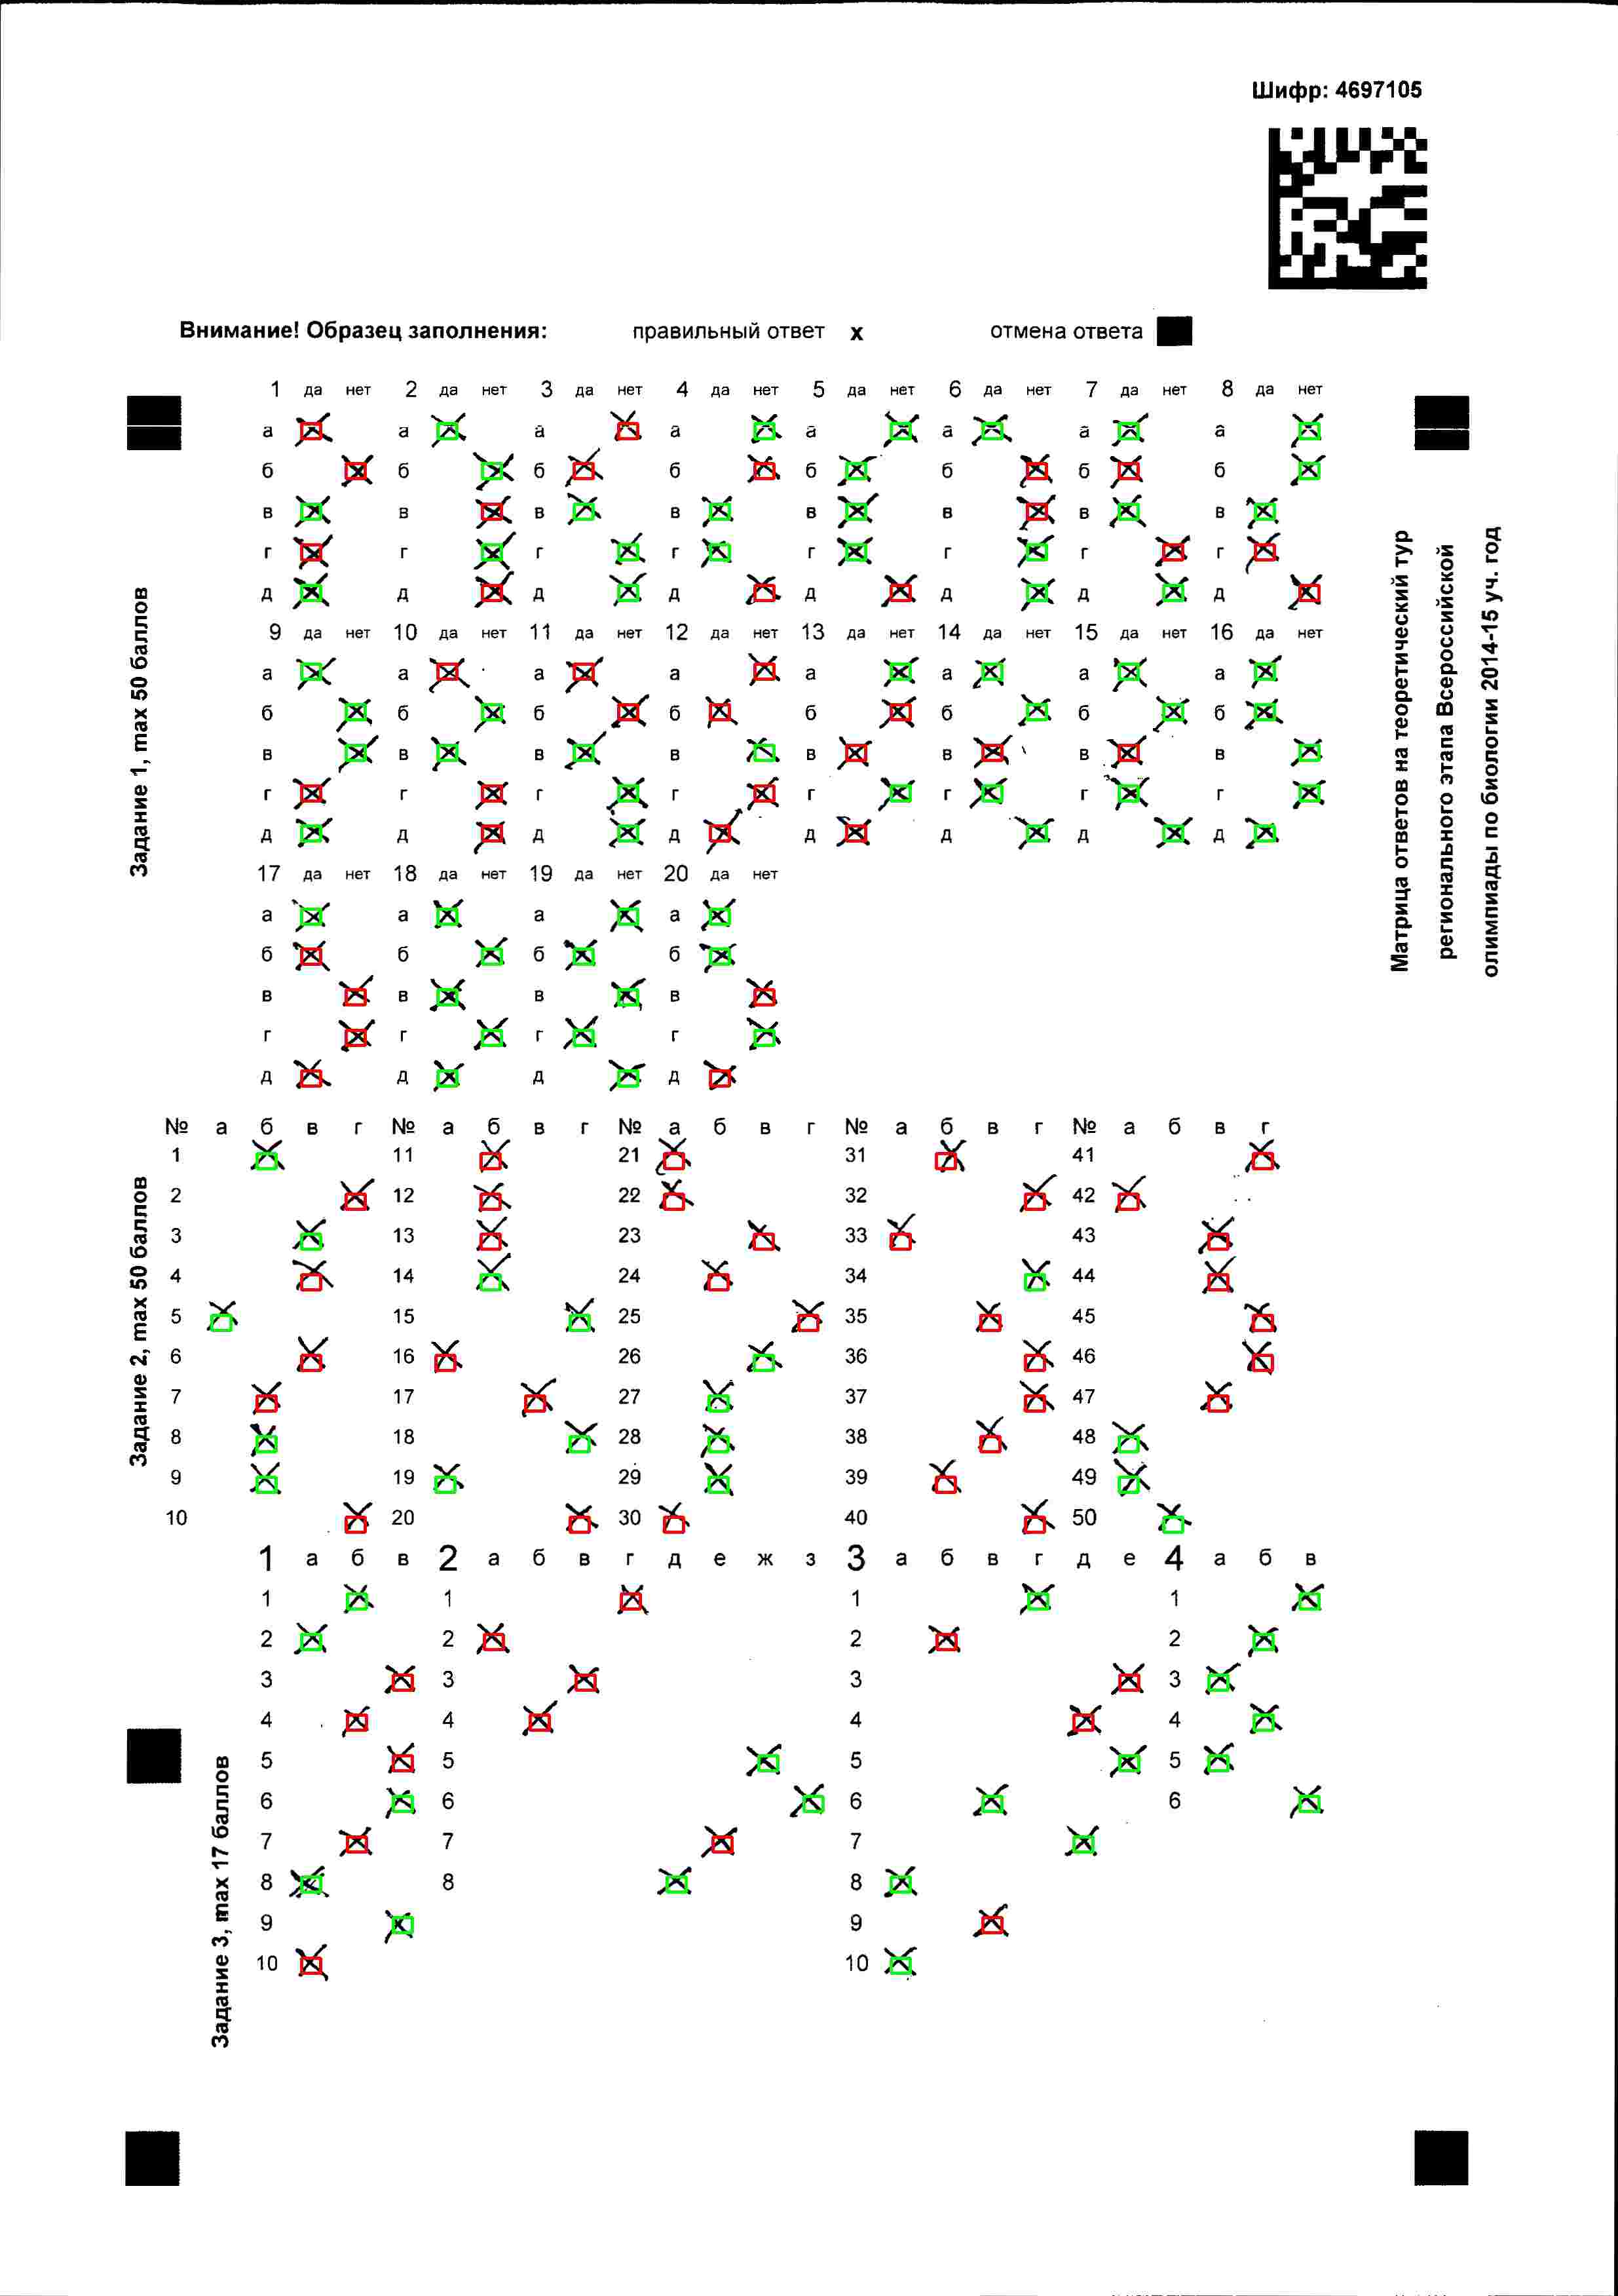 Шифр: 4697105
Внимание! Образец заполнения: правильный ответ х отмена ответа
1 да нет 2 да нет 3 да нет 4 да нет 5 да нет 6 да нет 7 да нет 8 да нет
а а а а а а а а
б б б б б б б б
в в в в в в в в
г г г г г г г г
д д д д д д д д
9 да нет 10 да нет 11 да нет 12 да нет 13 да нет 14 да нет 15 да нет 16 да нет
а а а а а а а а
б б б б б б б б
в в в в в в в в
г г г г г г г г
д д д д д д д д
17 да нет 18 да нет 19 да нет 20 да нет
а а а а
б б б б
в в в в
г г г г
д д д д
Задание 1, max 50 баллов
Матрица ответов на теоретический тур
регионального этапа Всероссийской
олимпиады по биологии 2014-15 уч. год
№ а б в г № а б в г № а б в г № а б в г № а б в г
1 11 21 31 41
2 12 22 32 42
3 13 23 33 43
4 14 24 34 44
5 15 25 35 45
6 16 26 36 46
7 17 27 37 47
8 18 28 38 48
9 19 29 39 49
10 20 30 40 50
Задание 2, max 50 баллов
1 а б в 2 а б в г д е ж з 3 а б в г д е 4 а б в
1 1 1 1
2 2 2 2
3 3 3 3
4 4 4 4
5 5 5 5
6 6 6 6
7 7 7
8 8 8
9 9
10 10
Задание 3, max 17 баллов